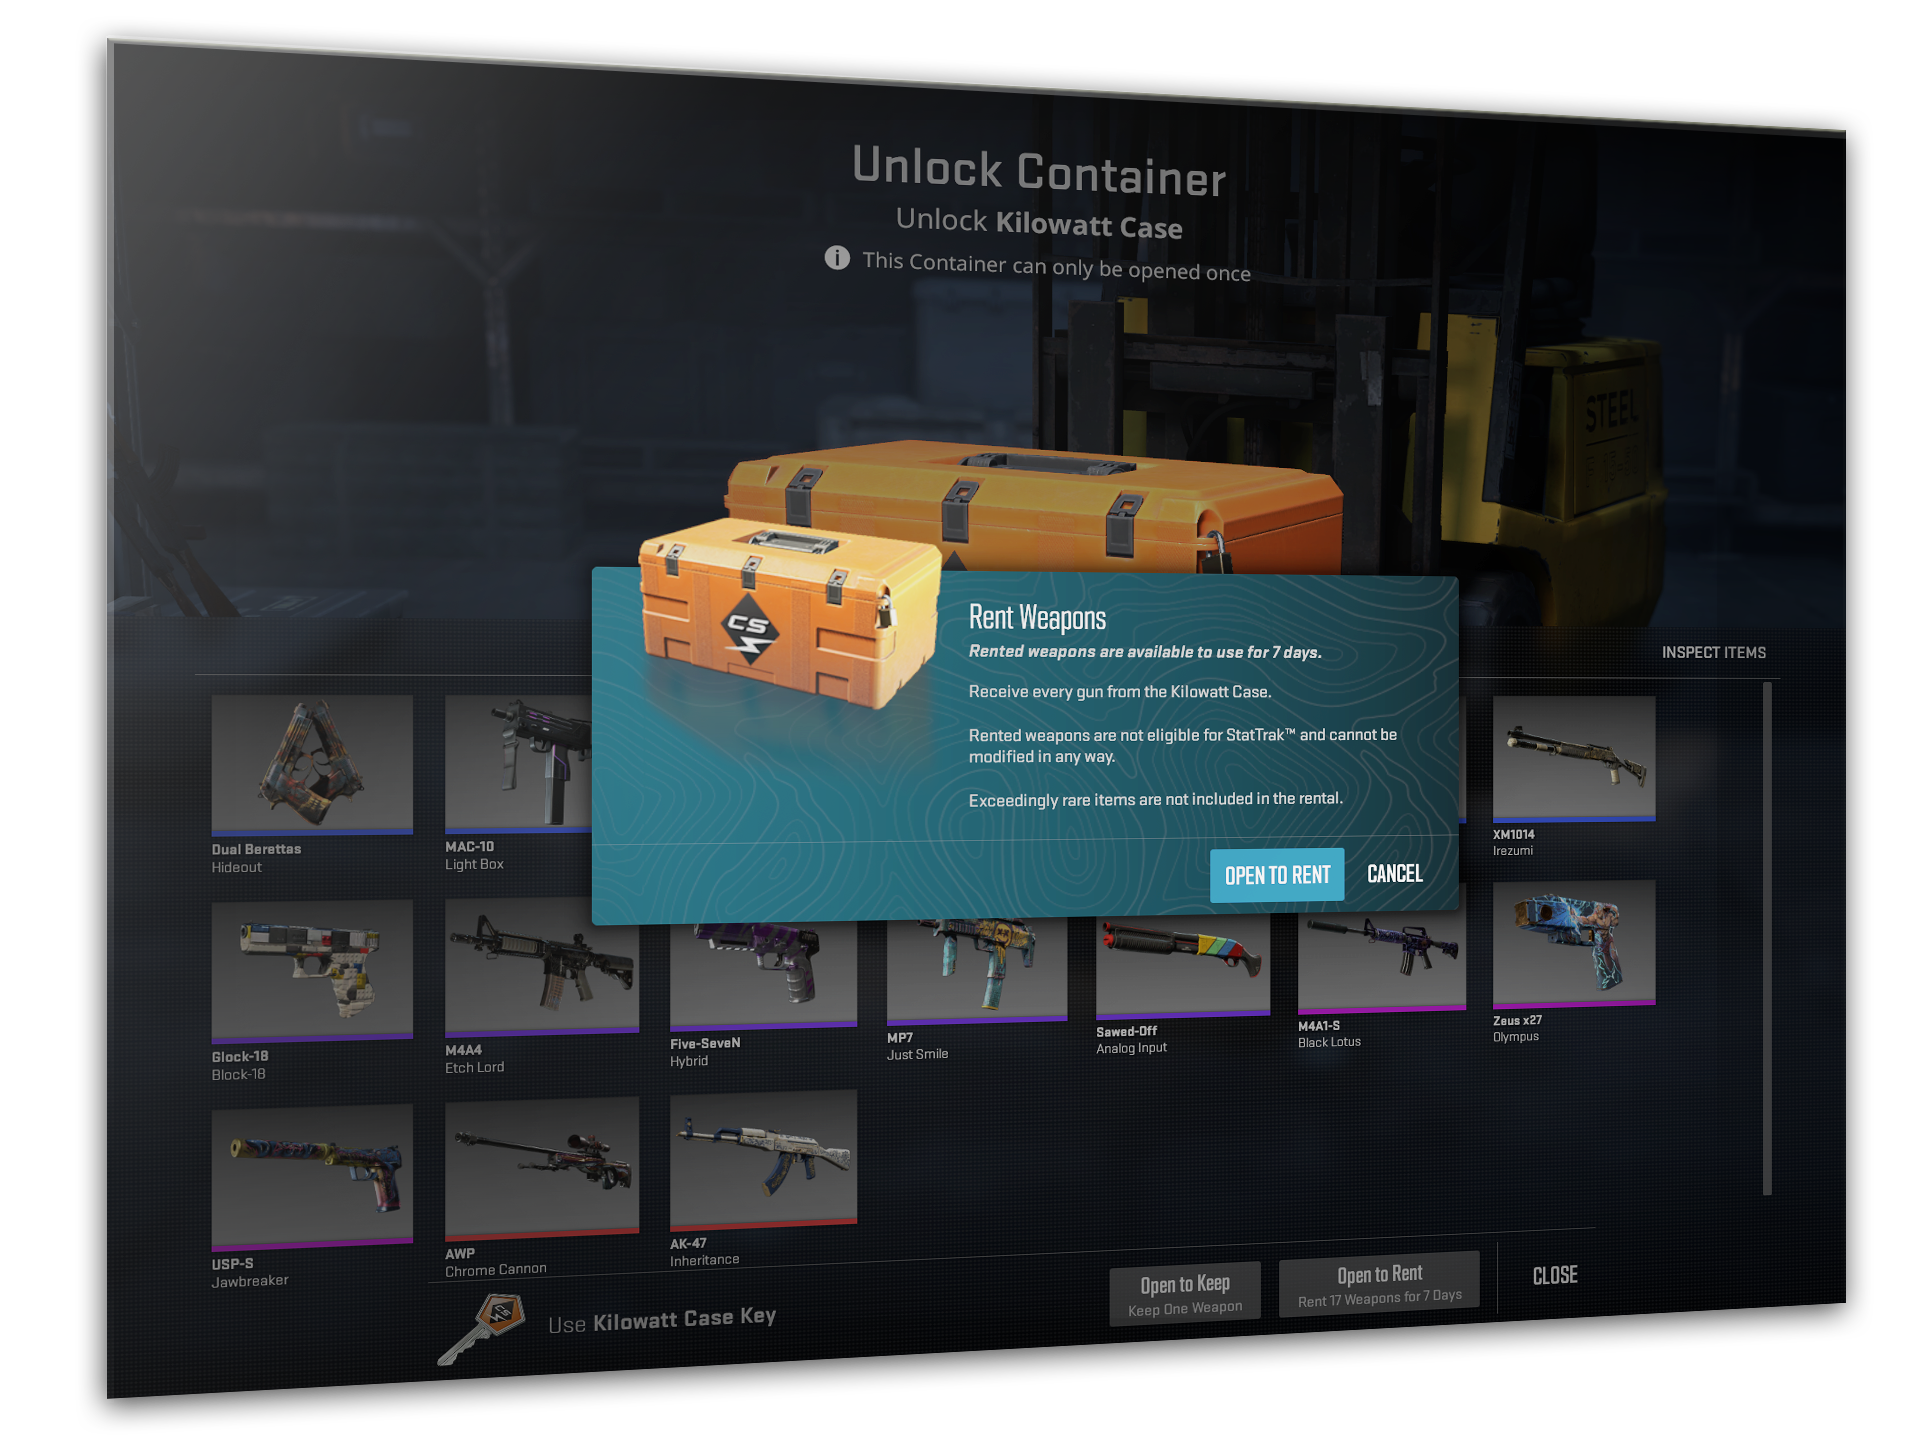 Unlock Container
Unlock Kilowatt Case
This Container can only be opened once
STEEL
CS
Rent Weapons
Rented weapons are available to use for 7 days.
Receive every gun from the Kilowatt Case.
Rented weapons are not eligible for StatTrak™ and cannot be
modified in any way.
Exceedingly rare items are not included in the rental.
OPEN TO RENT
CANCEL
INSPECT ITEMS
Dual Berettas
Hideout
MAC-10
Light Box
XM1014
Irezumi
Glock-18
Block-18
M4A4
Etch Lord
Five-SeveN
Hybrid
MP7
Just Smile
Sawed-Off
Analog Input
M4A1-S
Black Lotus
Zeus x27
Olympus
USP-S
Jawbreaker
AWP
Chrome Cannon
AK-47
Inheritance
Use Kilowatt Case Key
Open to Keep
Keep One Weapon
Open to Rent
Rent 17 Weapons for 7 Days
CLOSE